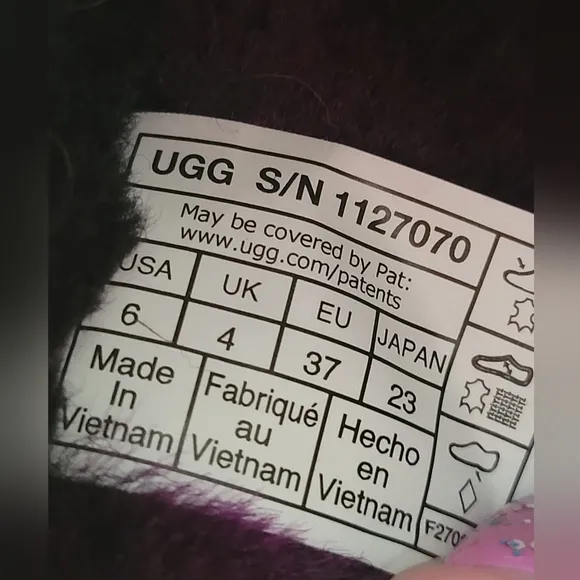 UGG S/N 1127070
May be covered by Pat:
www.ugg.com/patents
USA UK EU JAPAN
6 4 37 23
Made In Vietnam
Fabriqué au Vietnam
Hecho en Vietnam